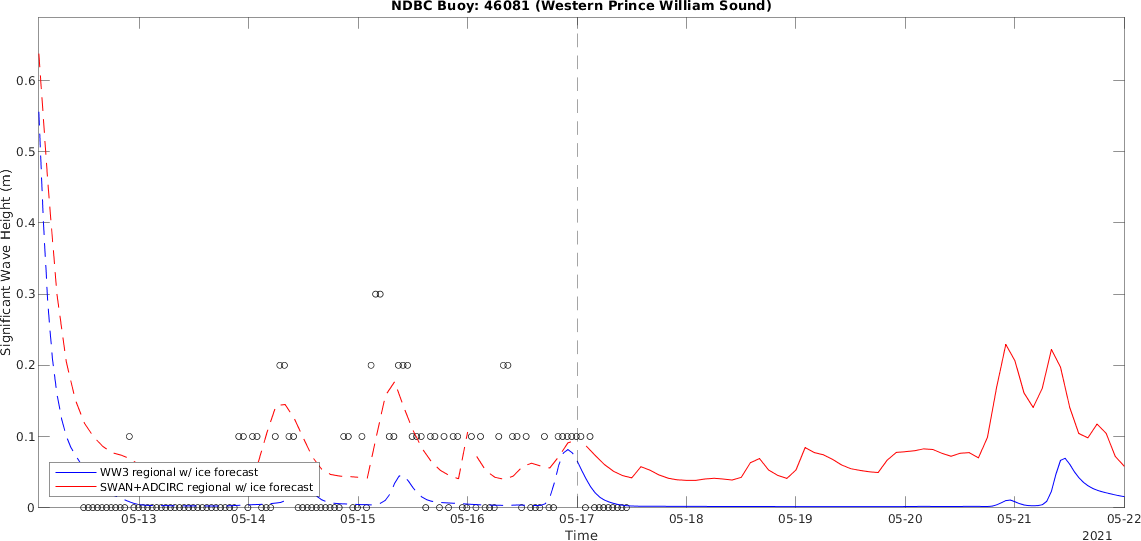 NDBC Buoy: 46081 (Western Prince William Sound)
Significant Wave Height (m)
0.6
0.5
0.4
0.3
0.2
0.1
0
WW3 regional w/ ice forecast
SWAN+ADCIRC regional w/ ice forecast
05-13 05-14 05-15 05-16 05-17 05-18 05-19 05-20 05-21 05-22
Time
2021